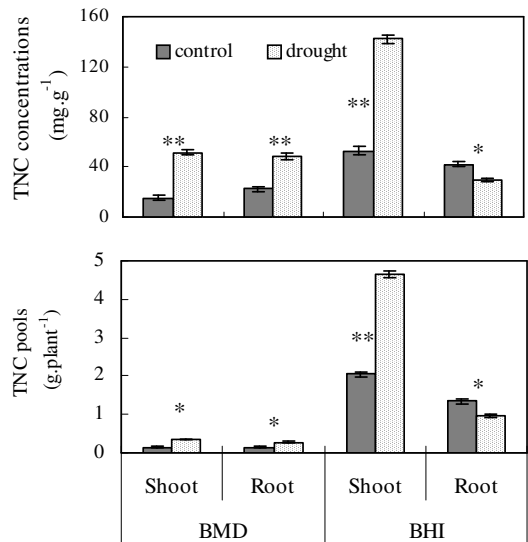 TNC concentrations
(mg.g⁻¹)
160
120
80
40
0
control
drought
**
**
**
*
TNC pools
(g.plant⁻¹)
5
4
3
2
1
0
*
*
**
*
Shoot Root Shoot Root
BMD BHI